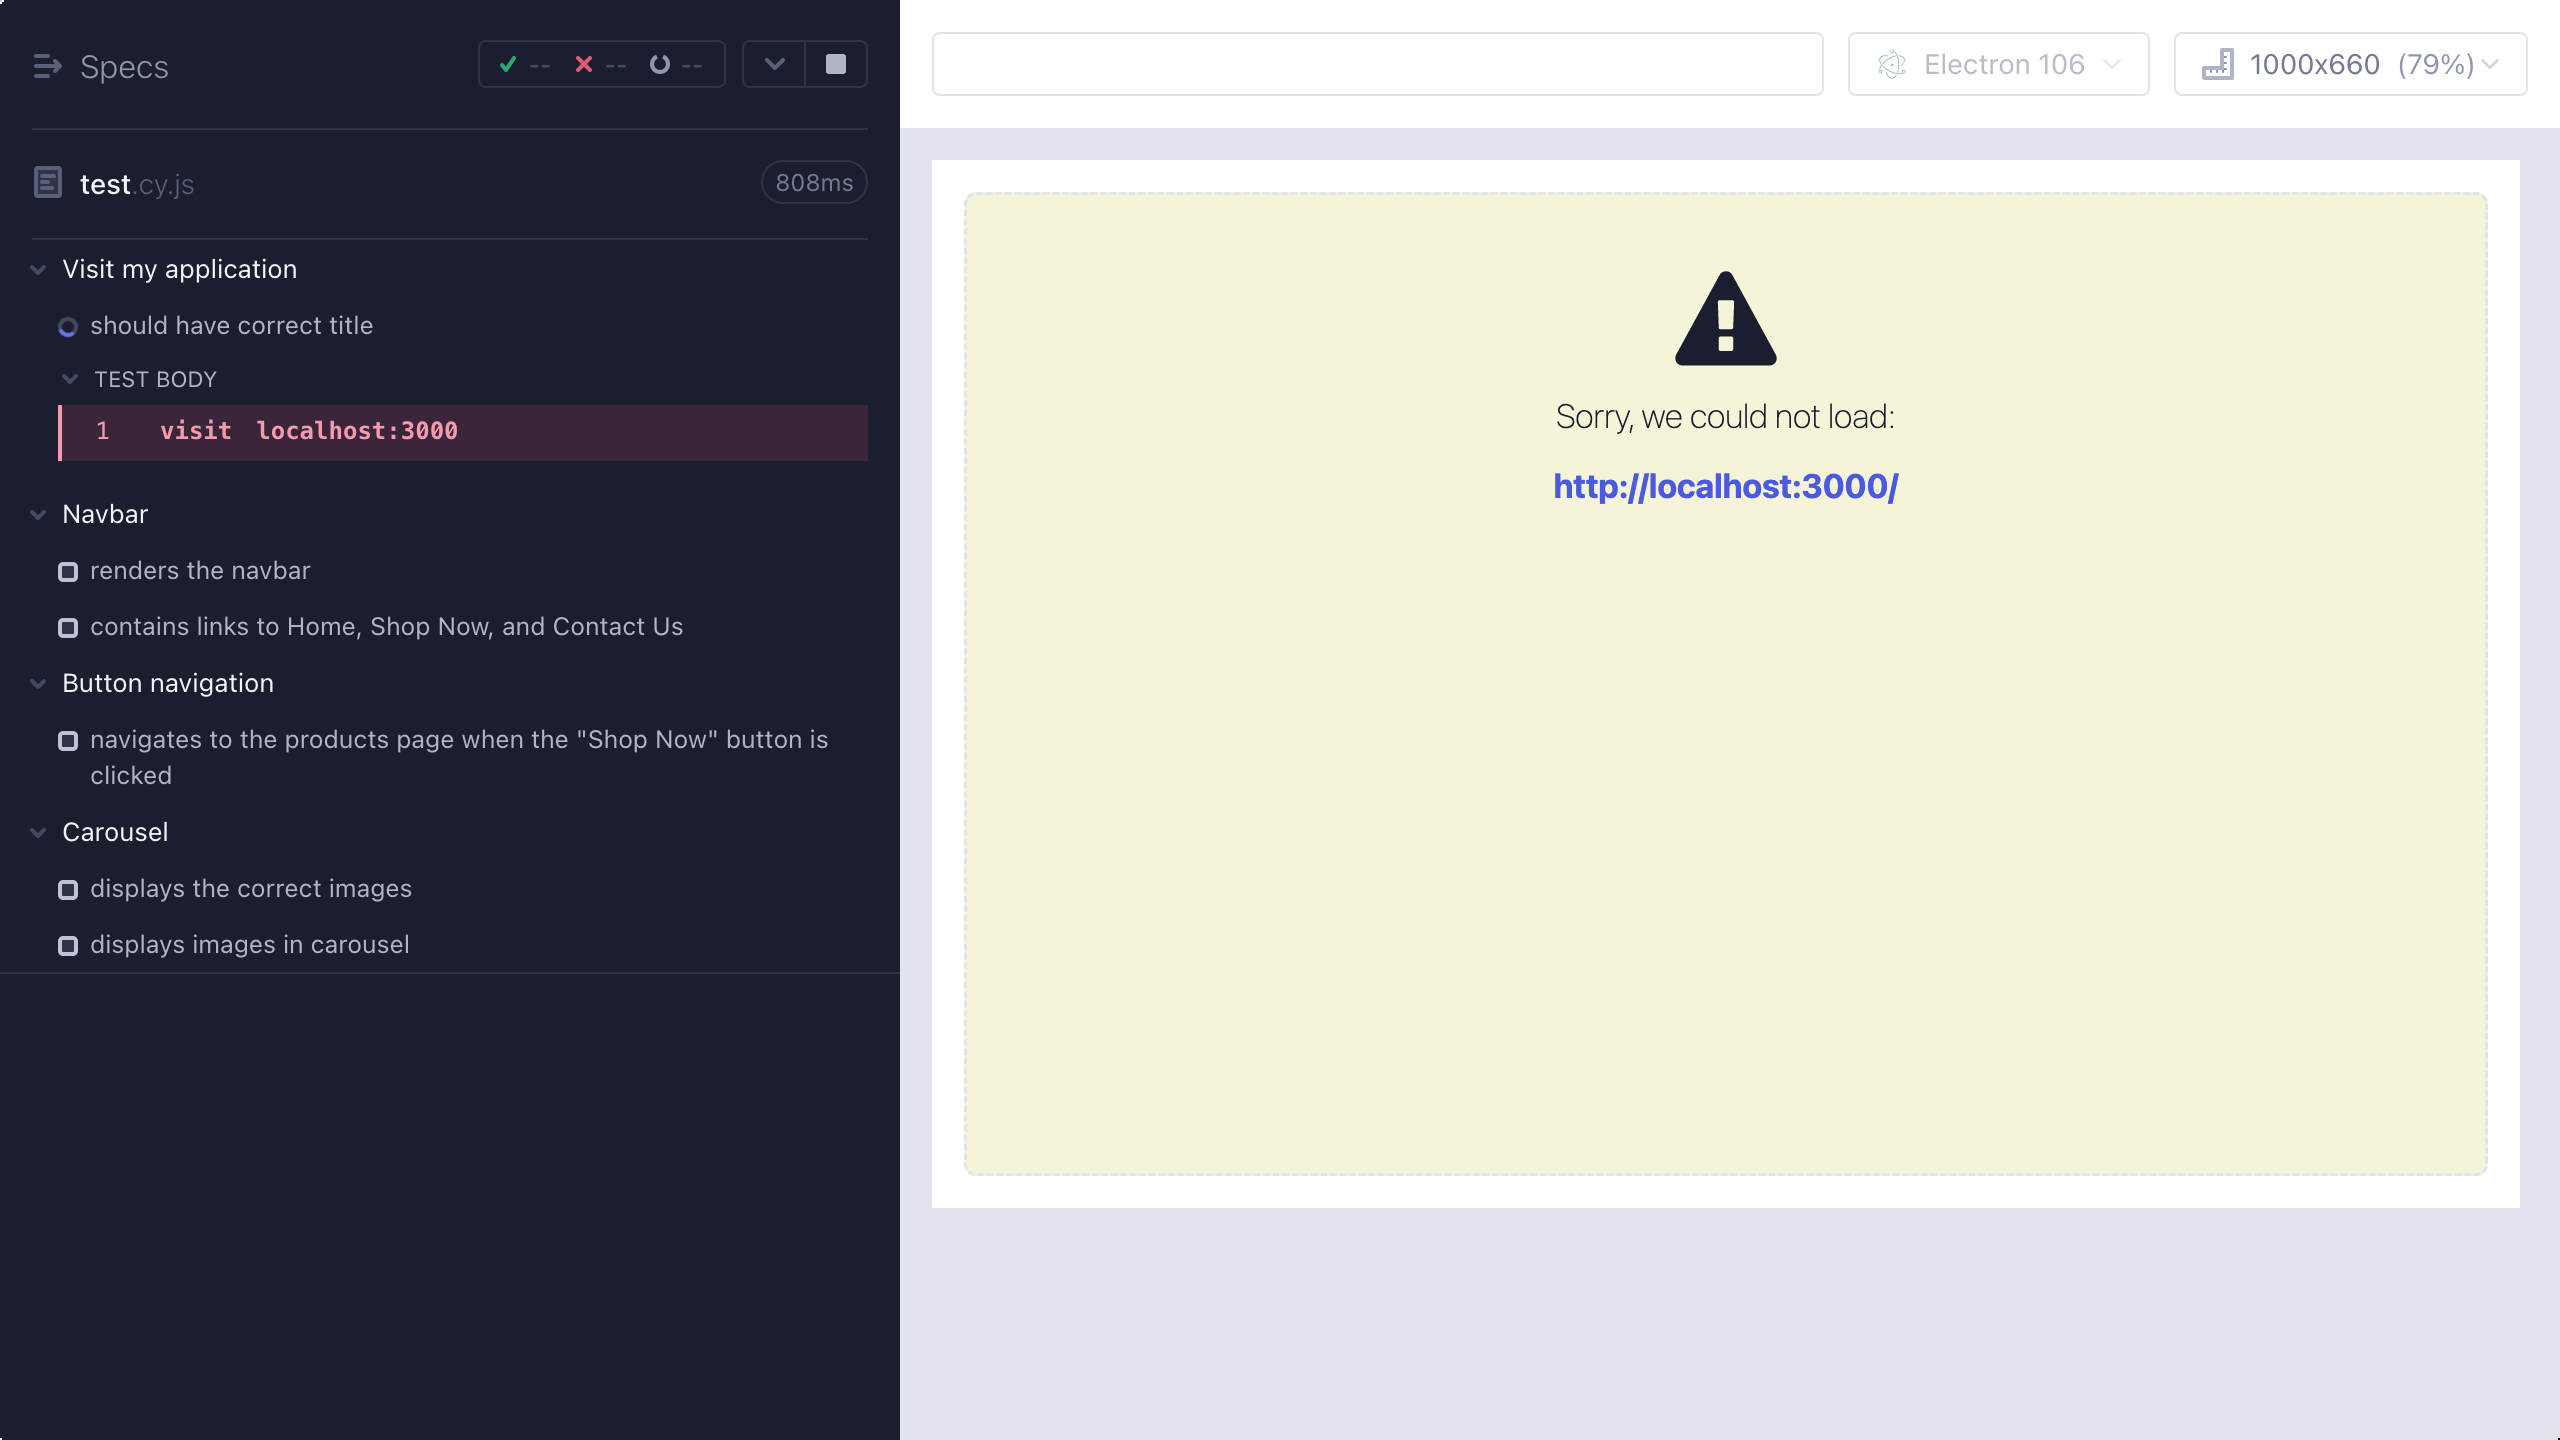 Specs
-- -- --
test.cy.js
808ms
Visit my application
should have correct title
TEST BODY
1 visit localhost:3000
Navbar
renders the navbar
contains links to Home, Shop Now, and Contact Us
Button navigation
navigates to the products page when the "Shop Now" button is
clicked
Carousel
displays the correct images
displays images in carousel
Electron 106
1000x660 (79%)
Sorry, we could not load:
http://localhost:3000/